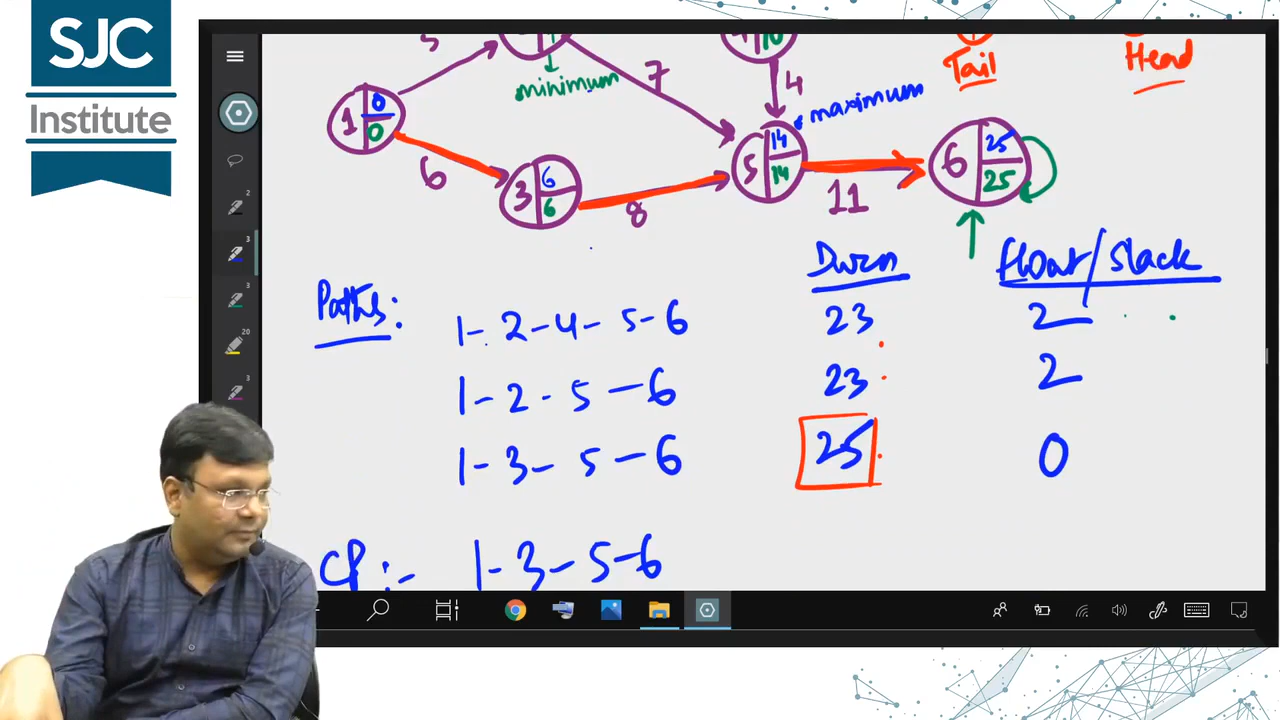 SJC
Institute
7
4
Tail
Head
minimum
maximum
1 0 0
6
3 6 6
8
5 14 14
11
6 25 25
Paths:
Durn
float/Slack
1-2-4-5-6 23 2
1-2-5-6 23 2
1-3-5-6 25 0
CP:- 1-3-5-6